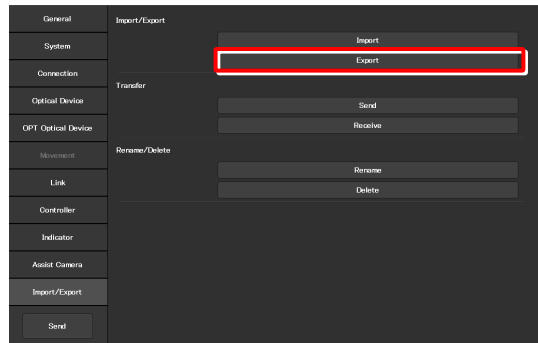 General
System
Connection
Optical Device
OPT Optical Device
Movement
Link
Controller
Indicator
Assist Camera
Import/Export
Send
Import/Export
Import
Export
Transfer
Send
Receive
Rename/Delete
Rename
Delete